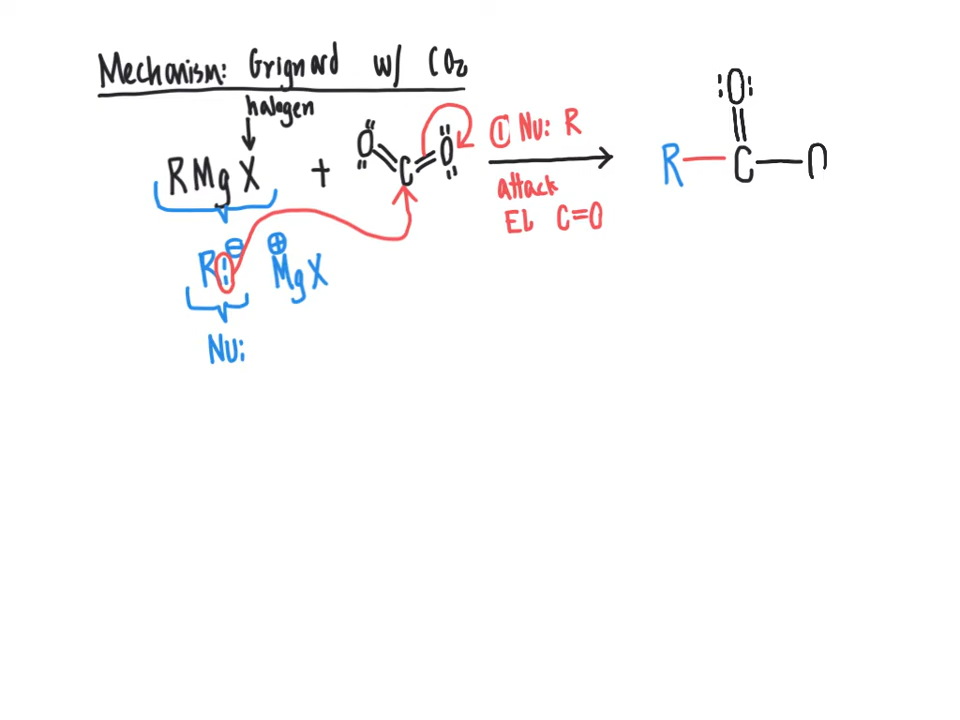 Mechanism: Grignard w/ CO2
halogen
RMgX + O=C=O
① Nu: R
attack
El C=O
R⊖ ⊕MgX
Nu:
O
R—C—